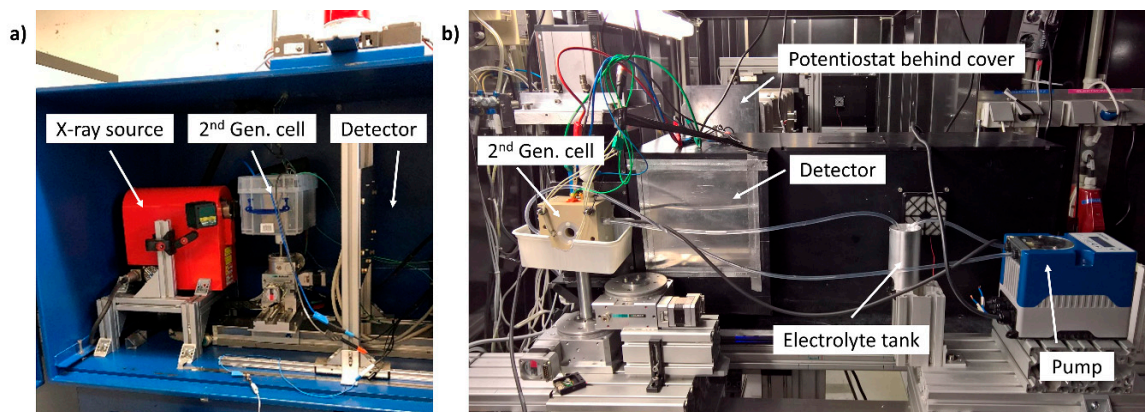 a)
X-ray source
2nd Gen. cell
Detector
b)
Potentiostat behind cover
2nd Gen. cell
Detector
Electrolyte tank
Pump